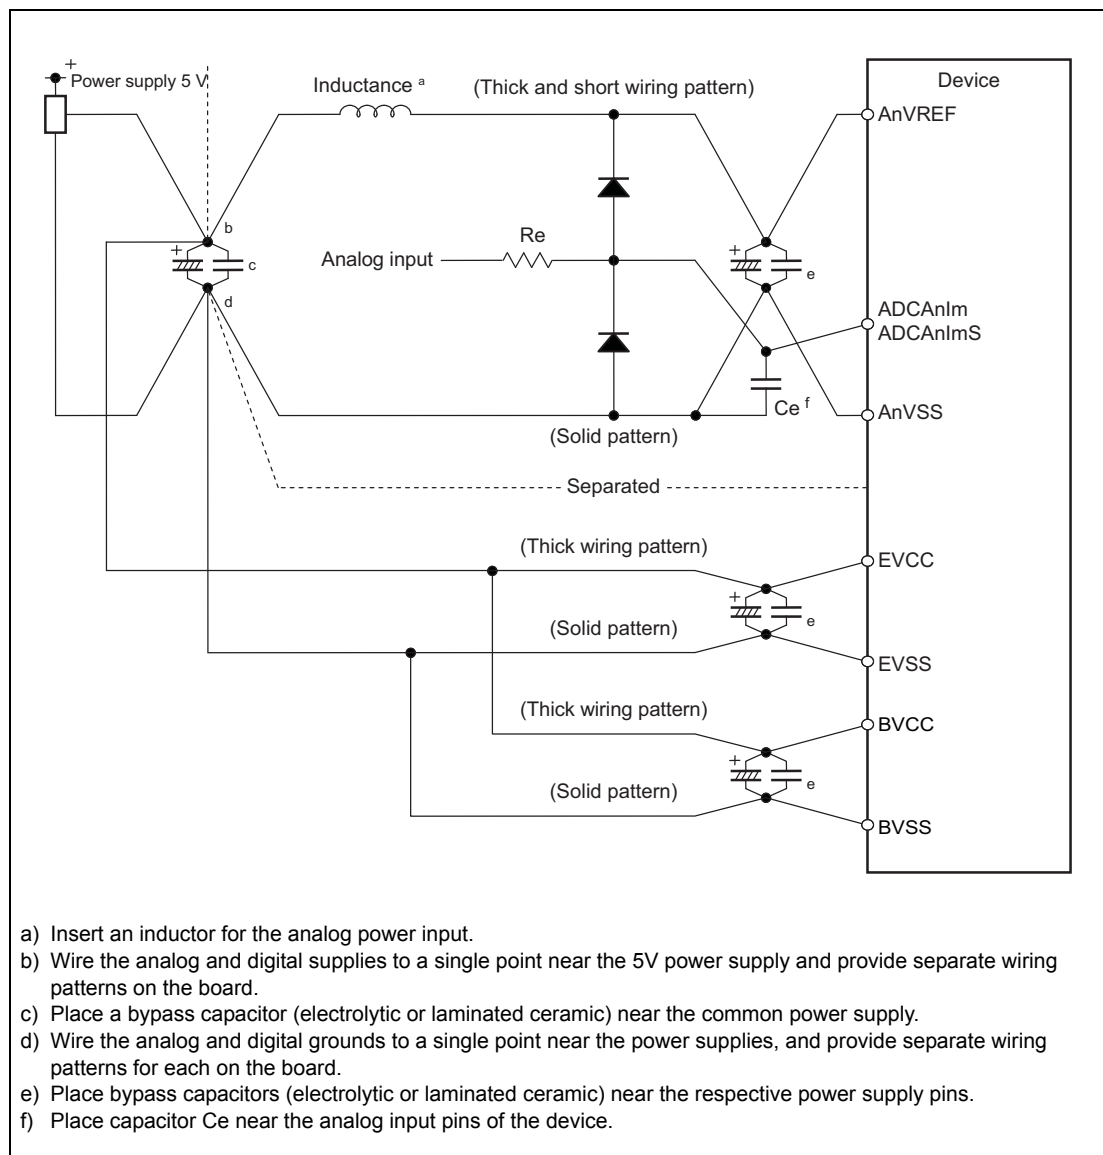 +
Power supply 5 V
Inductance a
(Thick and short wiring pattern)
Device
AnVREF
b
+
c
d
Analog input
Re
+
e
ADCAnIm
ADCAnImS
Ce f
AnVSS
(Solid pattern)
Separated
(Thick wiring pattern)
EVCC
+
e
(Solid pattern)
EVSS
(Thick wiring pattern)
BVCC
+
e
(Solid pattern)
BVSS
a) Insert an inductor for the analog power input.
b) Wire the analog and digital supplies to a single point near the 5V power supply and provide separate wiring
patterns on the board.
c) Place a bypass capacitor (electrolytic or laminated ceramic) near the common power supply.
d) Wire the analog and digital grounds to a single point near the power supplies, and provide separate wiring
patterns for each on the board.
e) Place bypass capacitors (electrolytic or laminated ceramic) near the respective power supply pins.
f) Place capacitor Ce near the analog input pins of the device.